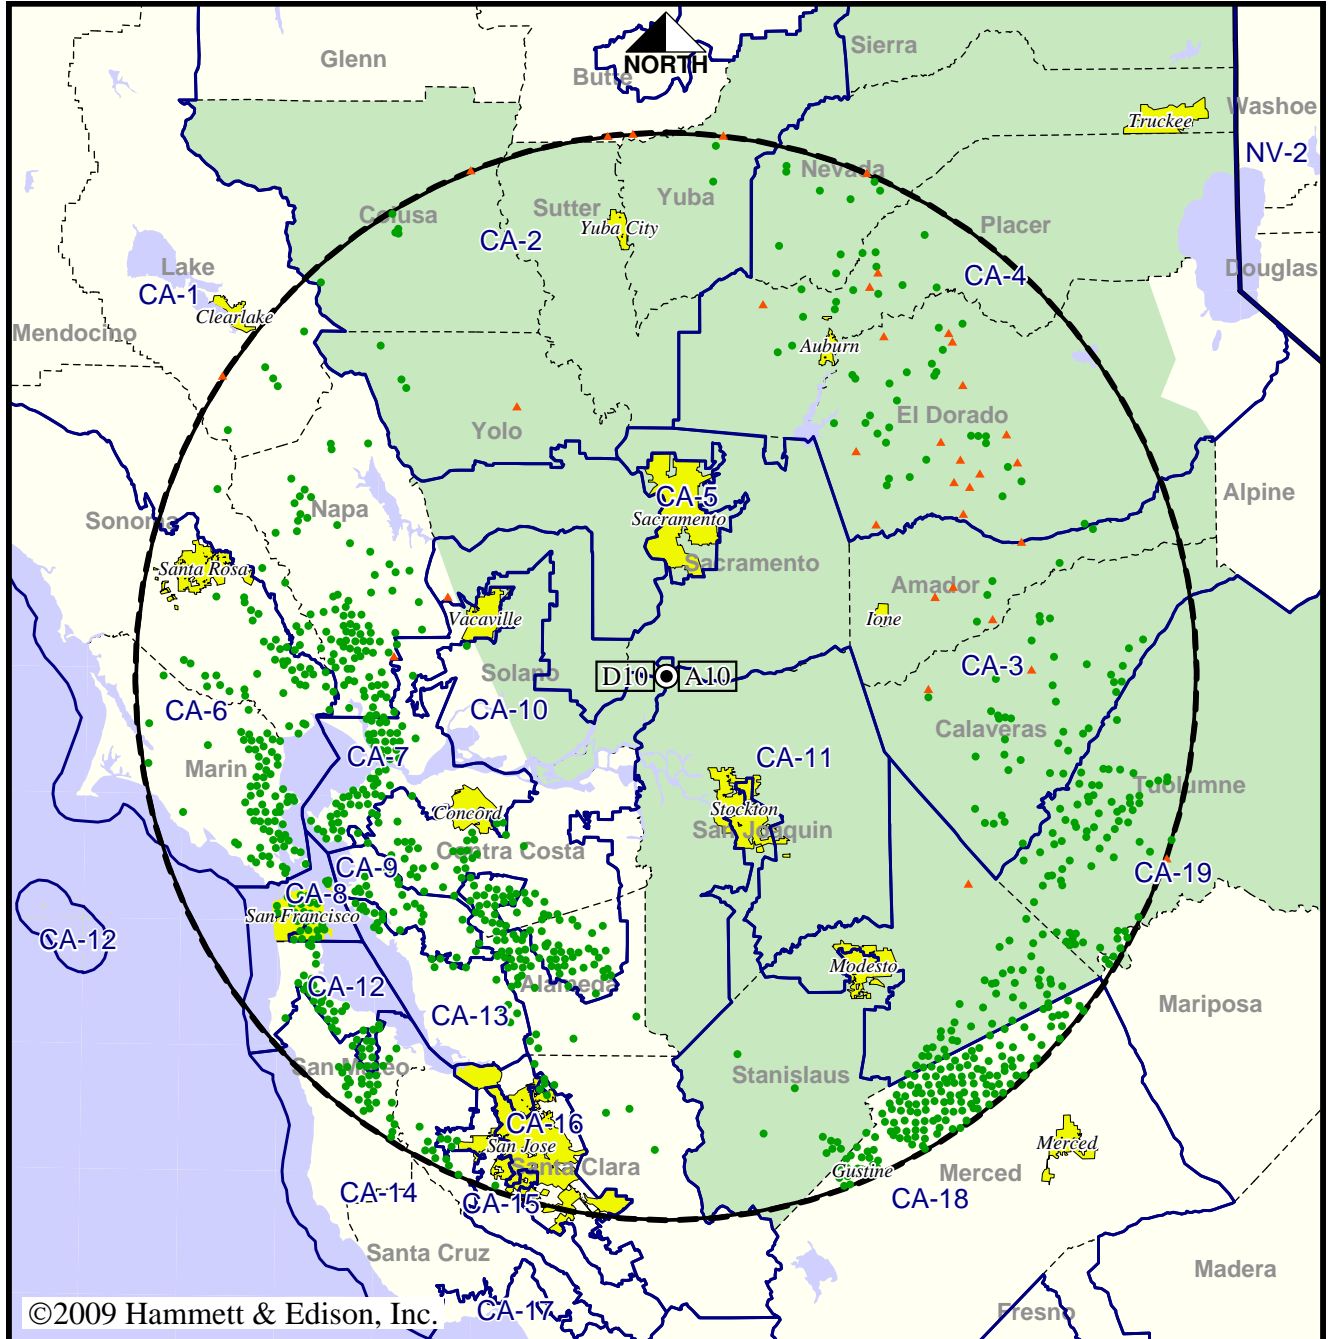 Glenn
Sierra
NORTH
Butte
Washoe
Truckee
NV-2
Nevada
Yuba
Colusa
Sutter
Yuba City
Placer
CA-2
Lake
CA-1
CA-4
Douglas
Clearlake
Mendocino
Auburn
El Dorado
Yolo
CA-5
Sacramento
Alpine
Napa
Sonoma
Sacramento
Santa Rosa
Amador
Vacaville
Ione
Solano
D10
A10
CA-3
CA-6
CA-10
Calaveras
CA-7
CA-11
Marin
Tuolumne
Concord
Stockton
San Joaquin
Contra Costa
CA-9
CA-19
CA-8
San Francisco
CA-12
Modesto
CA-12
Alameda
Mariposa
CA-13
San Mateo
Stanislaus
CA-16
San Jose
Merced
Santa Clara
Gustine
Merced
CA-14
CA-15
CA-18
Santa Cruz
Madera
©2009 Hammett & Edison, Inc.
CA-17
Fresno